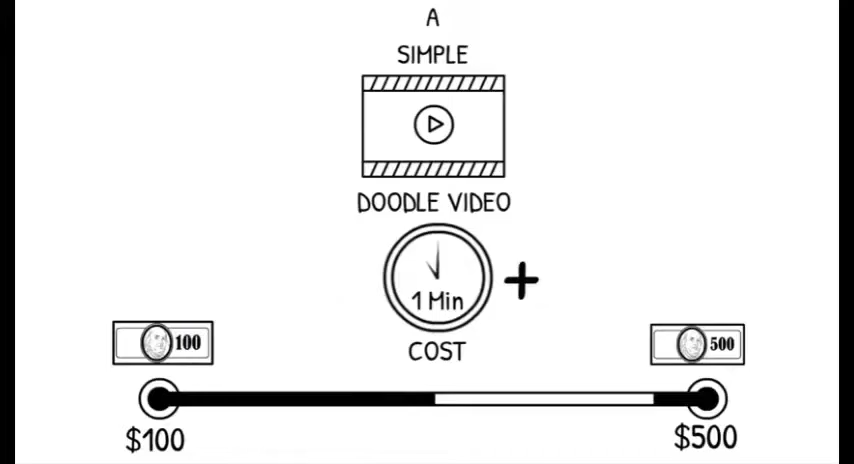 A
SIMPLE
DOODLE VIDEO
1 Min
+
COST
100
500
$100
$500